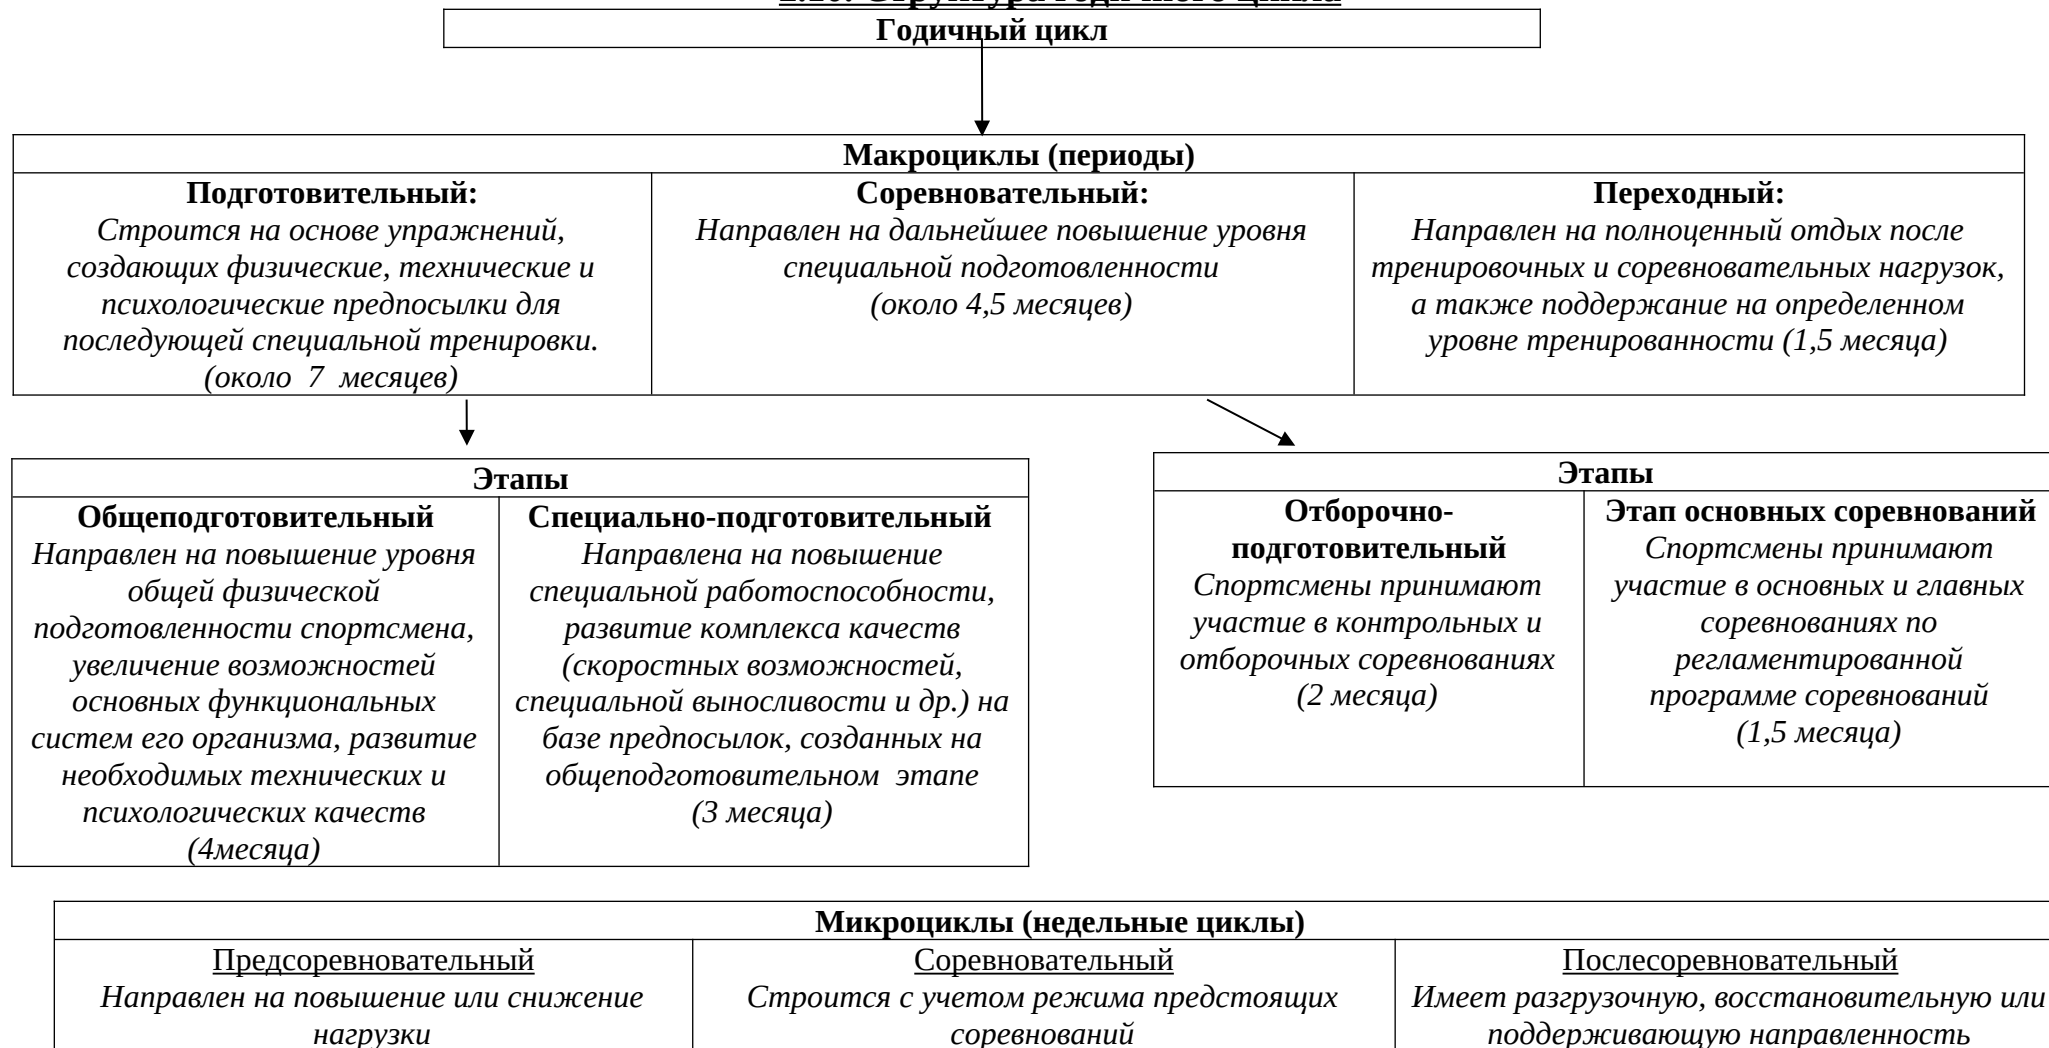 Годичный цикл
Макроциклы (периоды)
Подготовительный:
Строится на основе упражнений,
создающих физические, технические и
психологические предпосылки для
последующей специальной тренировки.
(около 7 месяцев)
Соревновательный:
Направлен на дальнейшее повышение уровня
специальной подготовленности
(около 4,5 месяцев)
Переходный:
Направлен на полноценный отдых после
тренировочных и соревновательных нагрузок,
а также поддержание на определенном
уровне тренированности (1,5 месяца)
Этапы
Общеподготовительный
Направлен на повышение уровня
общей физической
подготовленности спортсмена,
увеличение возможностей
основных функциональных
систем его организма, развитие
необходимых технических и
психологических качеств
(4месяца)
Специально-подготовительный
Направлена на повышение
специальной работоспособности,
развитие комплекса качеств
(скоростных возможностей,
специальной выносливости и др.) на
базе предпосылок, созданных на
общеподготовительном этапе
(3 месяца)
Этапы
Отборочно-
подготовительный
Спортсмены принимают
участие в контрольных и
отборочных соревнованиях
(2 месяца)
Этап основных соревнований
Спортсмены принимают
участие в основных и главных
соревнованиях по
регламентированной
программе соревнований
(1,5 месяца)
Микроциклы (недельные циклы)
Предсоревновательный
Направлен на повышение или снижение
нагрузки
Соревновательный
Строится с учетом режима предстоящих
соревнований
Послесоревновательный
Имеет разгрузочную, восстановительную или
поддерживающую направленность